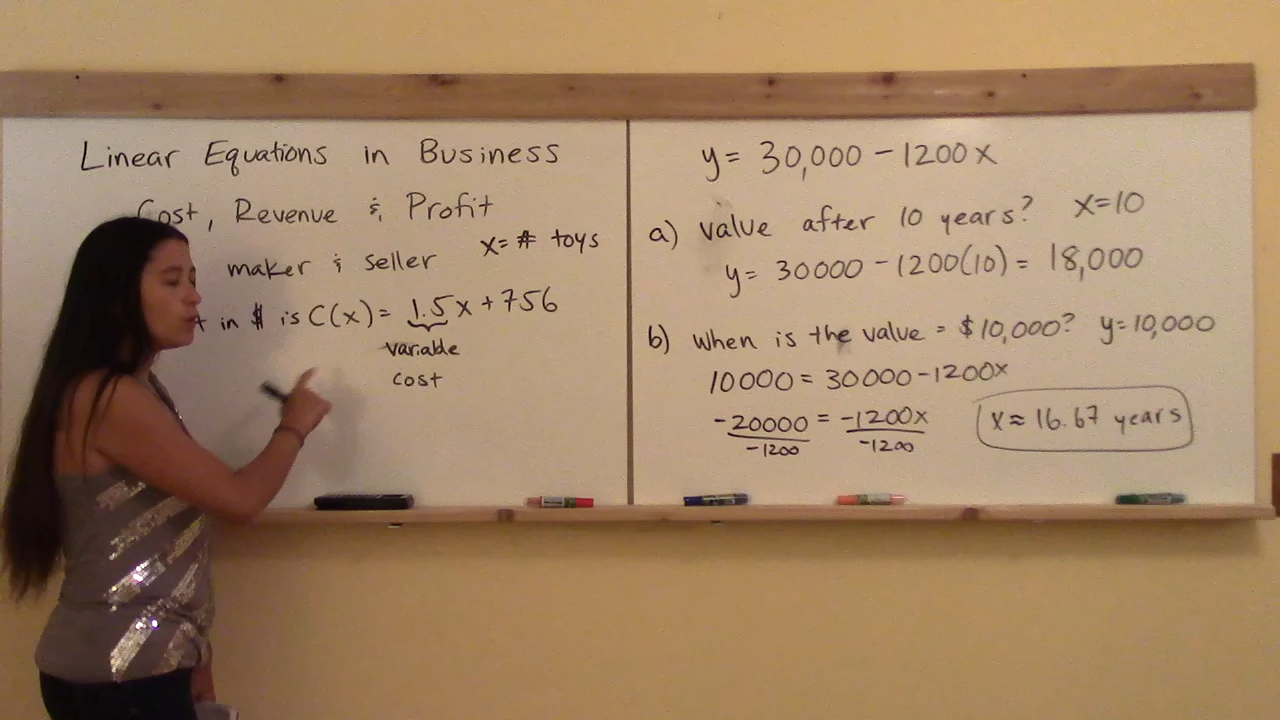 Linear Equations in Business
Cost, Revenue & Profit
maker & seller x = # toys
in $ is C(x) = 1.5x + 756
variable
cost
y = 30,000 - 1200x
a) value after 10 years? x=10
y = 30000 - 1200(10) = 18,000
b) When is the value = $10,000? y=10,000
10000 = 30000 - 1200x
-20000 = -1200x
-1200 -1200
x ≈ 16.67 years